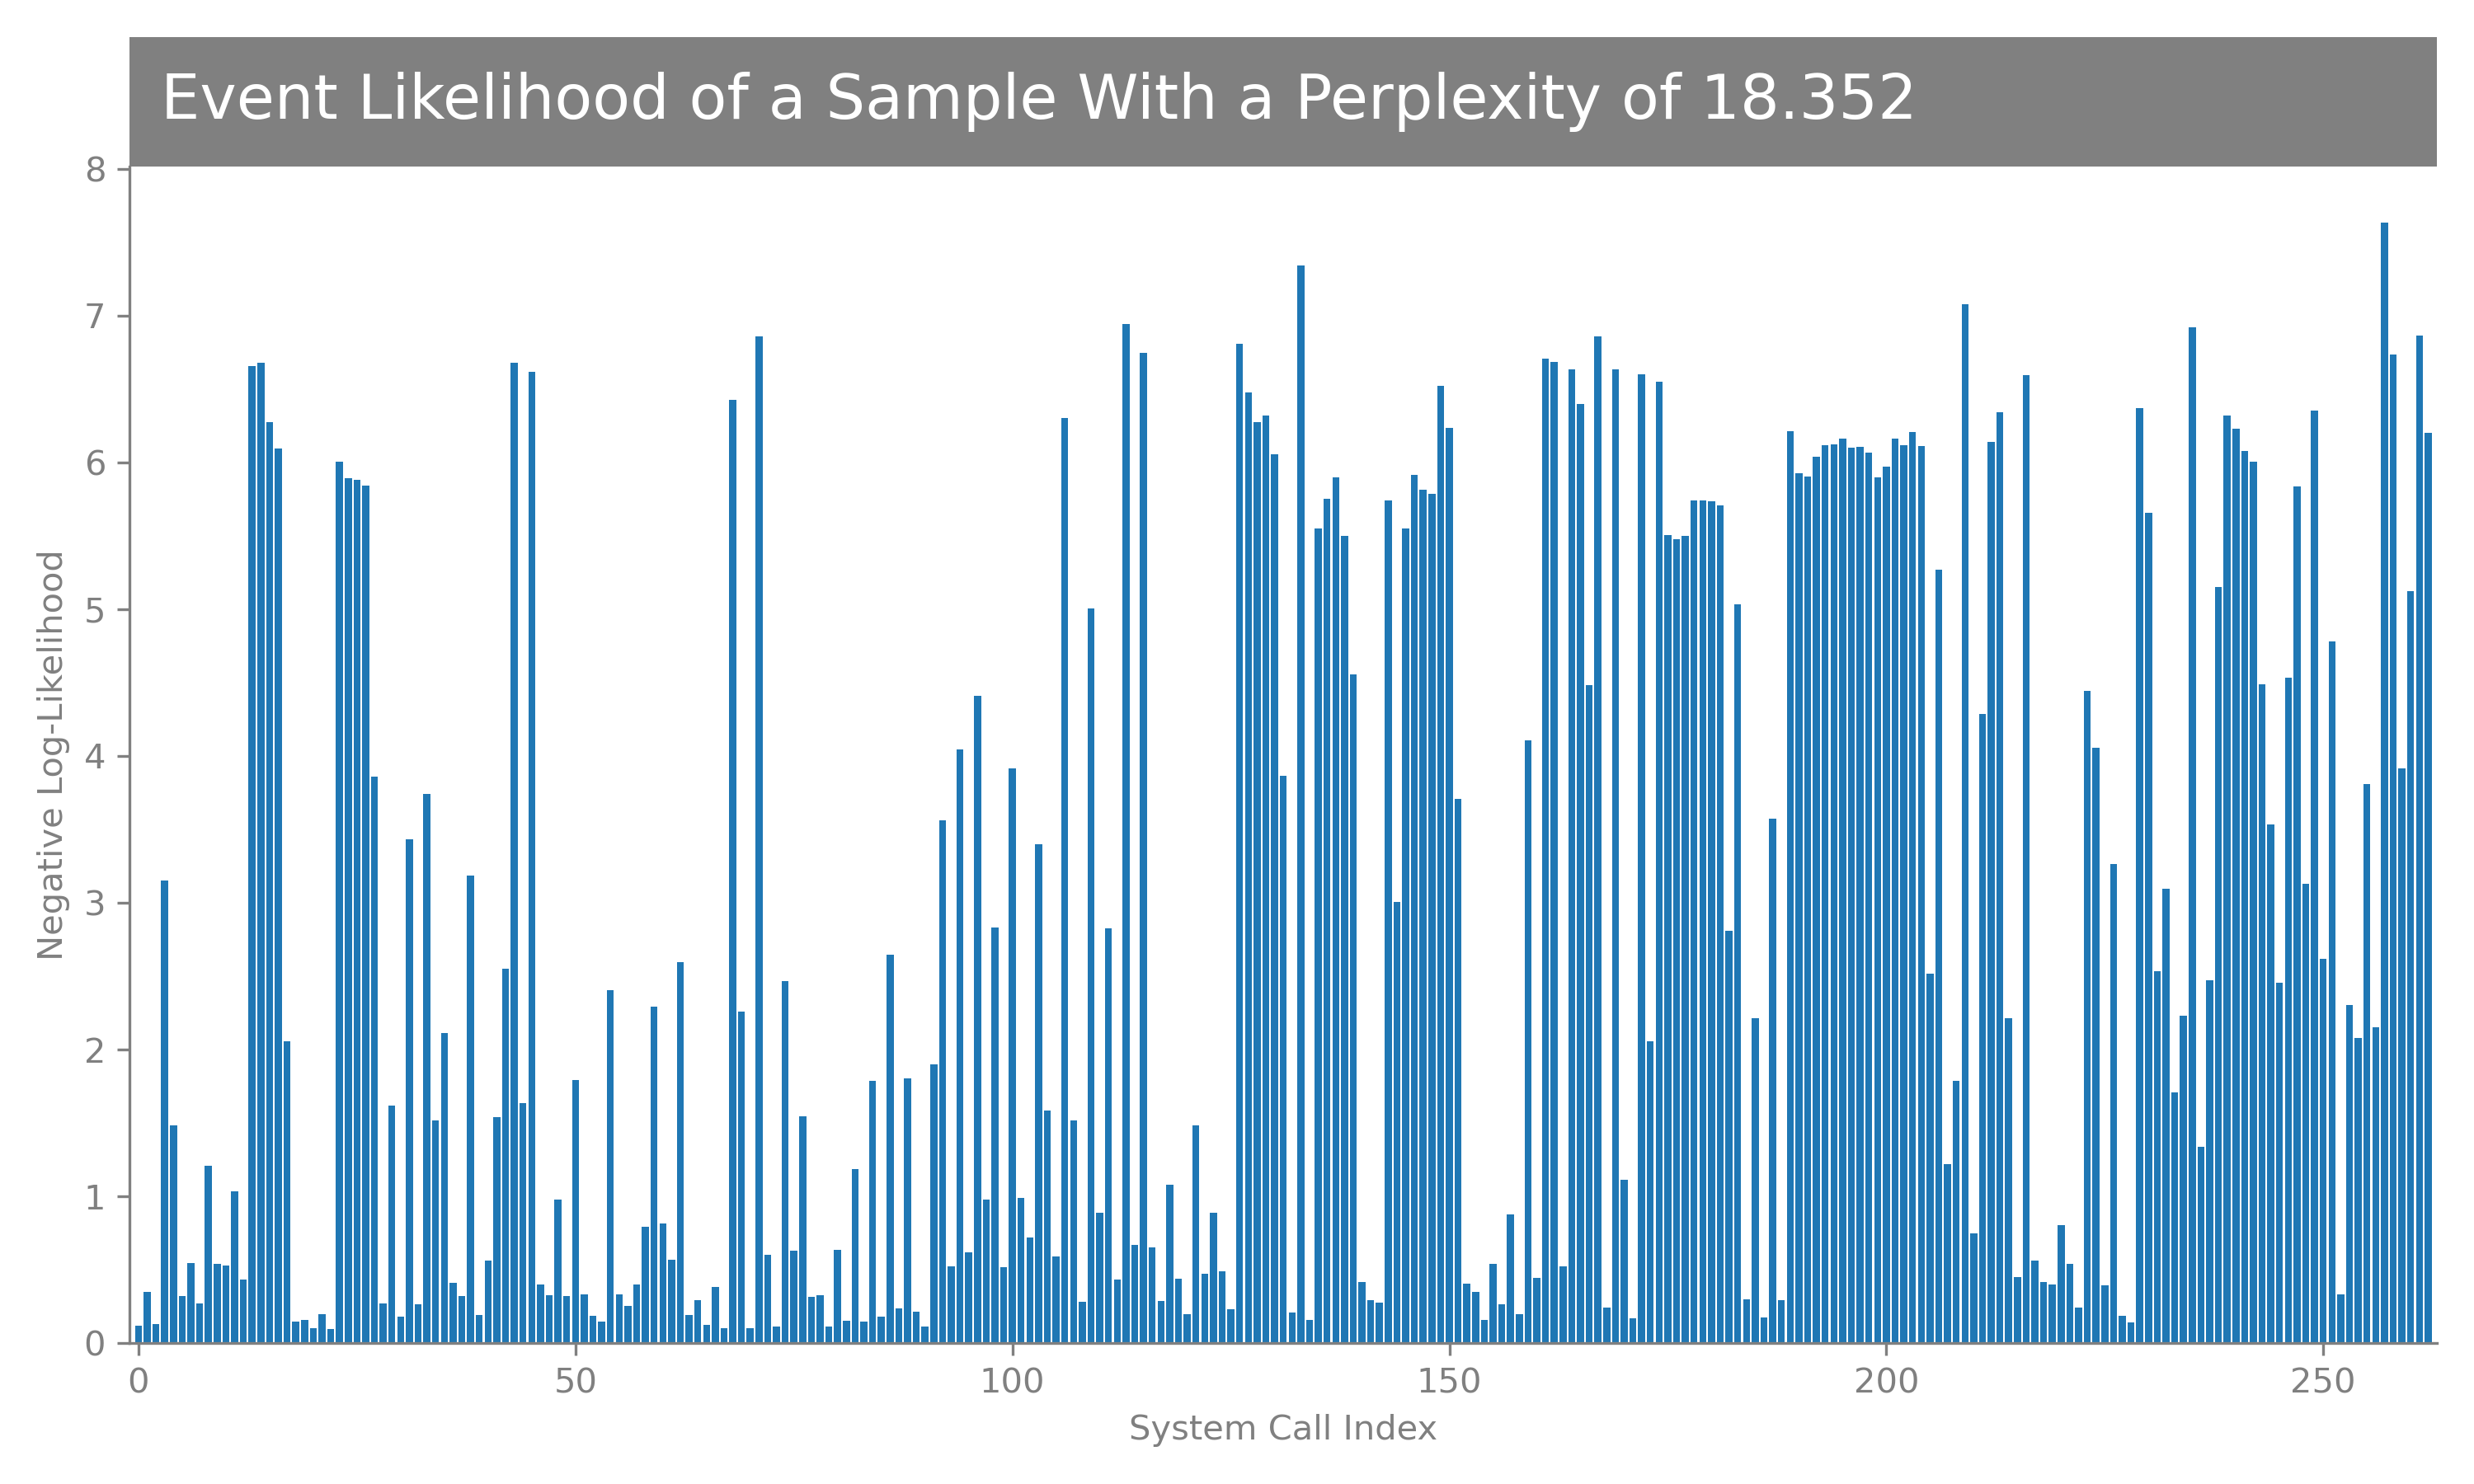 Event Likelihood of a Sample With a Perplexity of 18.352
8
7
6
5
4
3
2
1
0
Negative Log-Likelihood
0 50 100 150 200 250
System Call Index